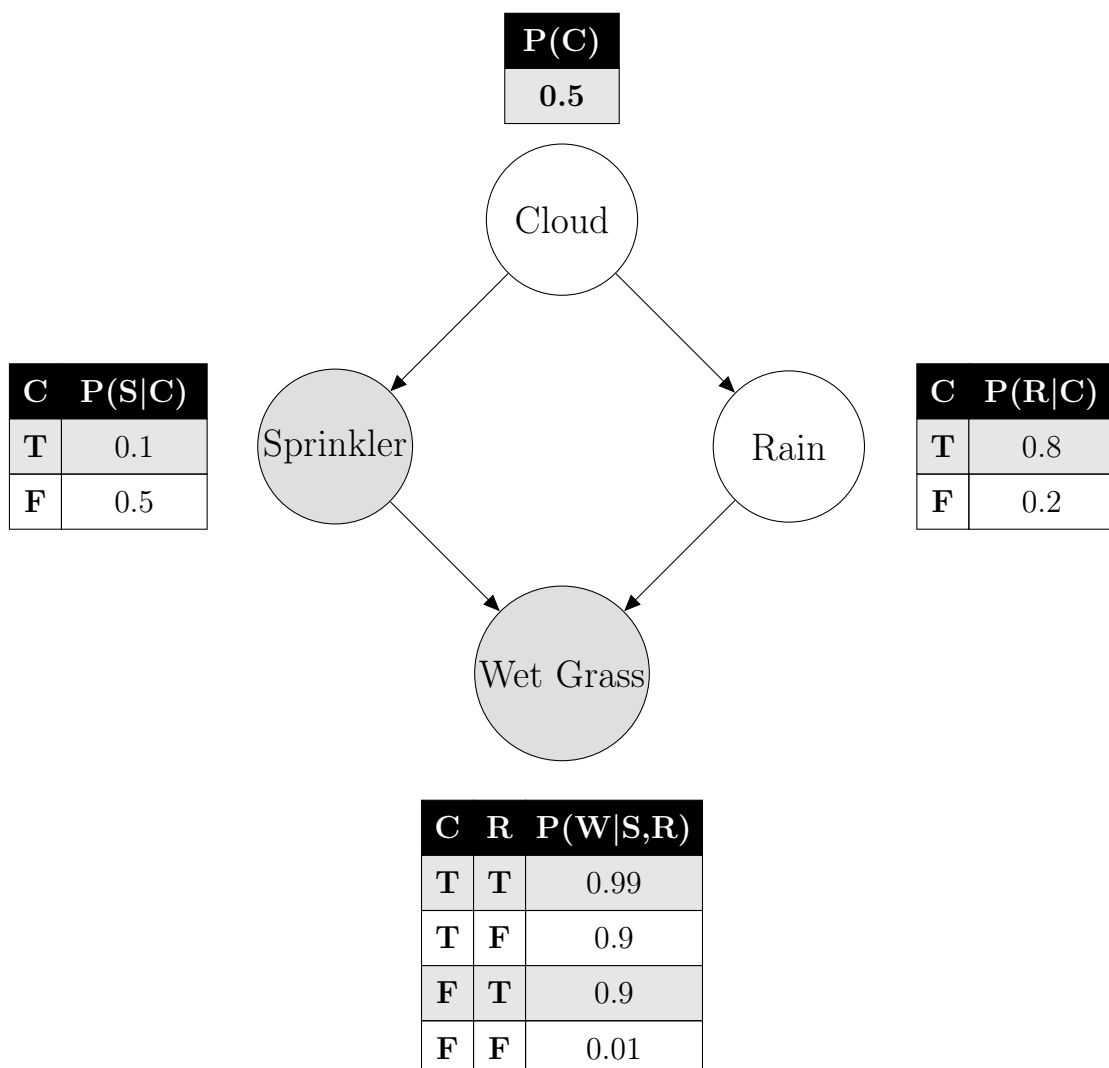 P(C)
0.5
Cloud
C P(S|C)
T 0.1
F 0.5
Sprinkler
Rain
C P(R|C)
T 0.8
F 0.2
Wet Grass
C R P(W|S,R)
T T 0.99
T F 0.9
F T 0.9
F F 0.01